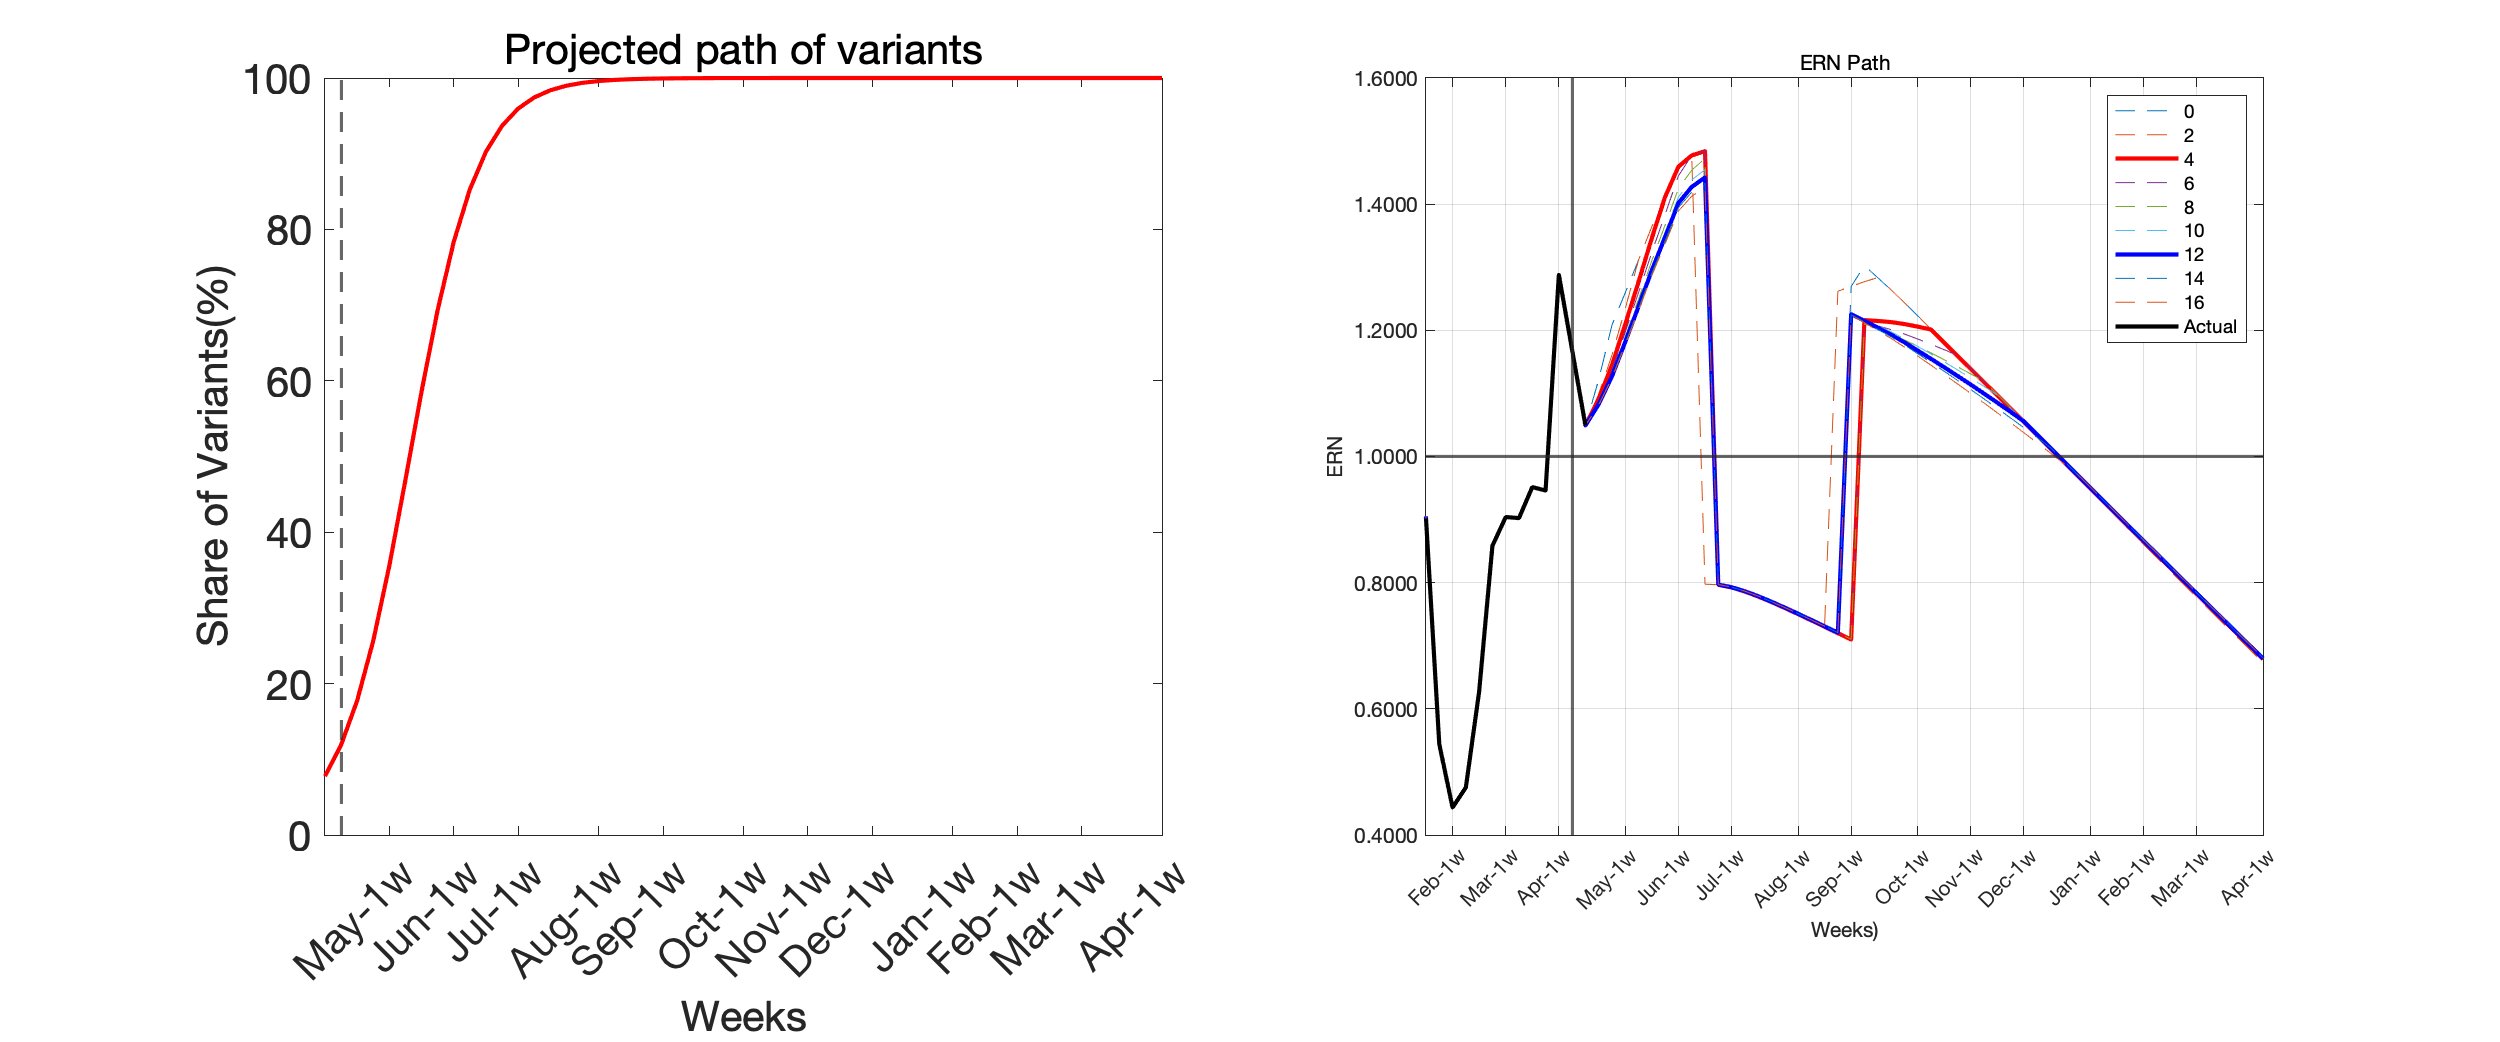 Projected path of variants
100
80
60
40
20
0
Share of Variants(%)
May-1w
Jun-1w
Jul-1w
Aug-1w
Sep-1w
Oct-1w
Nov-1w
Dec-1w
Jan-1w
Feb-1w
Mar-1w
Apr-1w
Weeks
ERN Path
1.6000
1.4000
1.2000
1.0000
0.8000
0.6000
0.4000
ERN
0
2
4
6
8
10
12
14
16
Actual
Feb-1w
Mar-1w
Apr-1w
May-1w
Jun-1w
Jul-1w
Aug-1w
Sep-1w
Oct-1w
Nov-1w
Dec-1w
Jan-1w
Feb-1w
Mar-1w
Apr-1w
Weeks)